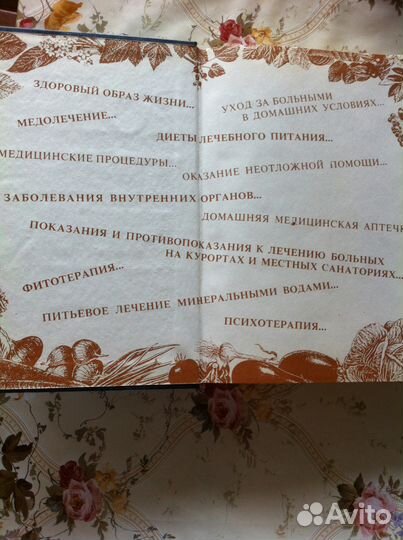 ЗДОРОВЫЙ ОБРАЗ ЖИЗНИ...
УХОД ЗА БОЛЬНЫМИ
В ДОМАШНИХ УСЛОВИЯХ...
МЕДОЛЕЧЕНИЕ...
ДИЕТЫ ЛЕЧЕБНОГО ПИТАНИЯ...
МЕДИЦИНСКИЕ ПРОЦЕДУРЫ...
ОКАЗАНИЕ НЕОТЛОЖНОЙ ПОМОЩИ...
ЗАБОЛЕВАНИЯ ВНУТРЕННИХ ОРГАНОВ...
ДОМАШНЯЯ МЕДИЦИНСКАЯ АПТЕЧК
ПОКАЗАНИЯ И ПРОТИВОПОКАЗАНИЯ К ЛЕЧЕНИЮ БОЛЬНЫХ
НА КУРОРТАХ И МЕСТНЫХ САНАТОРИЯХ...
ФИТОТЕРАПИЯ...
ПИТЬЕВОЕ ЛЕЧЕНИЕ МИНЕРАЛЬНЫМИ ВОДАМИ...
ПСИХОТЕРАПИЯ...
Avito